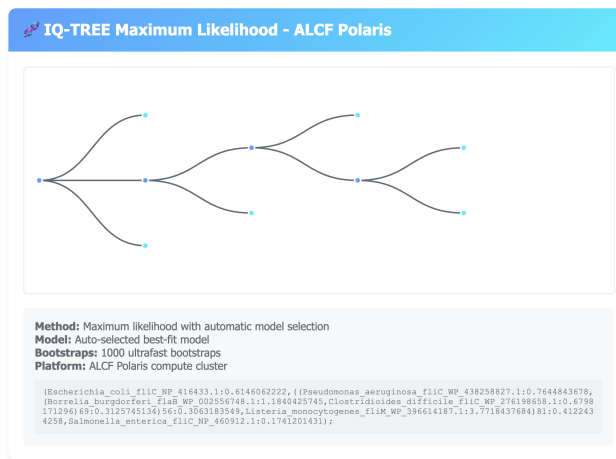 🧬 IQ-TREE Maximum Likelihood - ALCF Polaris
Method: Maximum likelihood with automatic model selection
Model: Auto-selected best-fit model
Bootstraps: 1000 ultrafast bootstraps
Platform: ALCF Polaris compute cluster
(Escherichia_coli_fliC_NP_416433.1:0.6146062222,((Pseudomonas_aeruginosa_fliC_WP_438258827.1:0.7644843678,
(Borrelia_burgdorferi_flaB_WP_002556748.1:1.1840425745,Clostridioides_difficile_fliC_WP_276198658.1:0.6798
171296)69:0.3125745134)56:0.3063183549,Listeria_monocytogenes_fliM_WP_396614187.1:3.7718437684)81:0.412243
4258,Salmonella_enterica_fliC_NP_460912.1:0.1741201431);